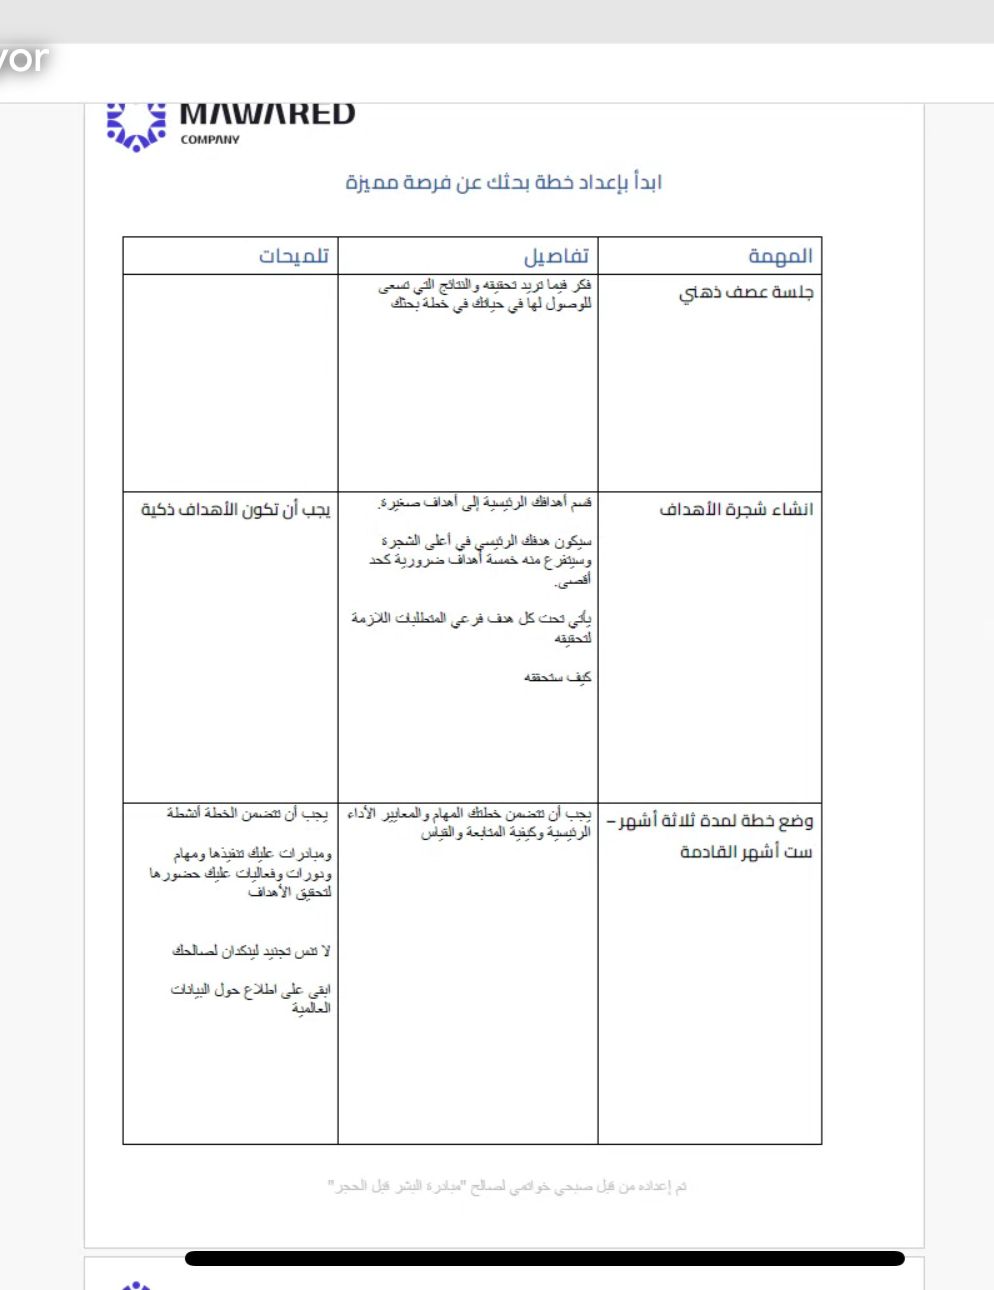 vor
MAWARED
COMPANY
ابدأ بإعداد خطة بحثك عن فرصة مميزة
المهمة
تفاصيل
تلميحات
جلسة عصف ذهني
فكر فيما تريد تحقيقه والنتائج التي تسعى
للوصول لها في حياتك في خطة بحثك
انشاء شجرة الأهداف
قسم أهدافك الرئيسية إلى أهداف صغيرة.
سيكون هدفك الرئيسي في أعلى الشجرة
وسيتفرع منه خمسة أهداف ضرورية كحد
أقصى.
يأتي تحت كل هدف فرعي المتطلبات اللازمة
لتحقيقه
كيف ستحققه
يجب أن تكون الأهداف ذكية
وضع خطة لمدة ثلاثة أشهر –
ست أشهر القادمة
يجب أن تتضمن خطتك المهام والمعايير الأداء
الرئيسية وكيفية المتابعة والقياس
يجب أن تتضمن الخطة أنشطة
ومبادرات عليك تنفيذها ومهام
ودورات وفعاليات عليك حضورها
لتحقيق الأهداف
لا تنس تجنيد لينكدان لصالحك
ابقى على اطلاع حول البيانات
العالمية
تم إعداده من قبل صبحي خواتمي لصالح "مبادرة البشر قبل الحجر"